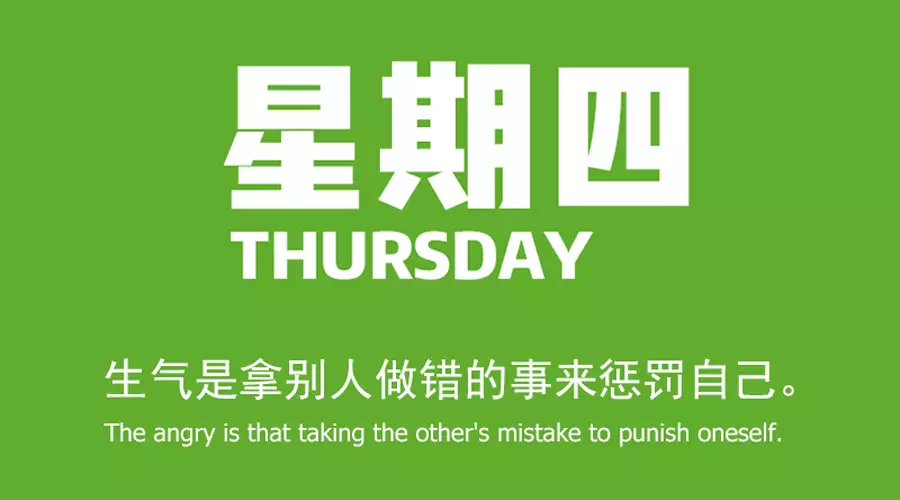 星期四
THURSDAY
生气是拿别人做错的事来惩罚自己。
The angry is that taking the other's mistake to punish oneself.